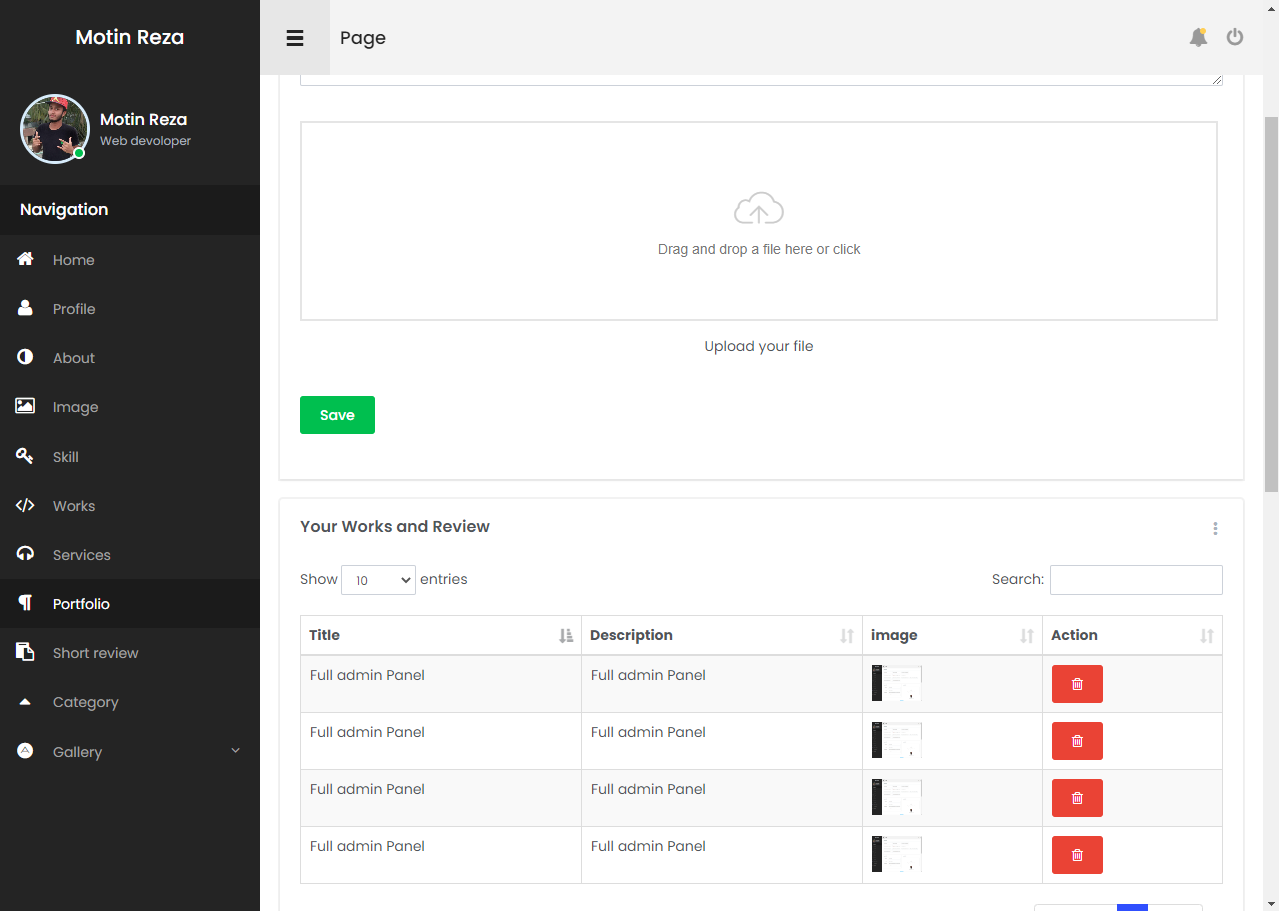 Motin Reza
Page
Motin Reza
Web devoloper
Navigation
Home
Profile
About
Image
Skill
Works
Services
Portfolio
Short review
Category
Gallery
Drag and drop a file here or click
Upload your file
Save
Your Works and Review
Show 10 entries Search:
Title Description image Action
Full admin Panel Full admin Panel
Full admin Panel Full admin Panel
Full admin Panel Full admin Panel
Full admin Panel Full admin Panel